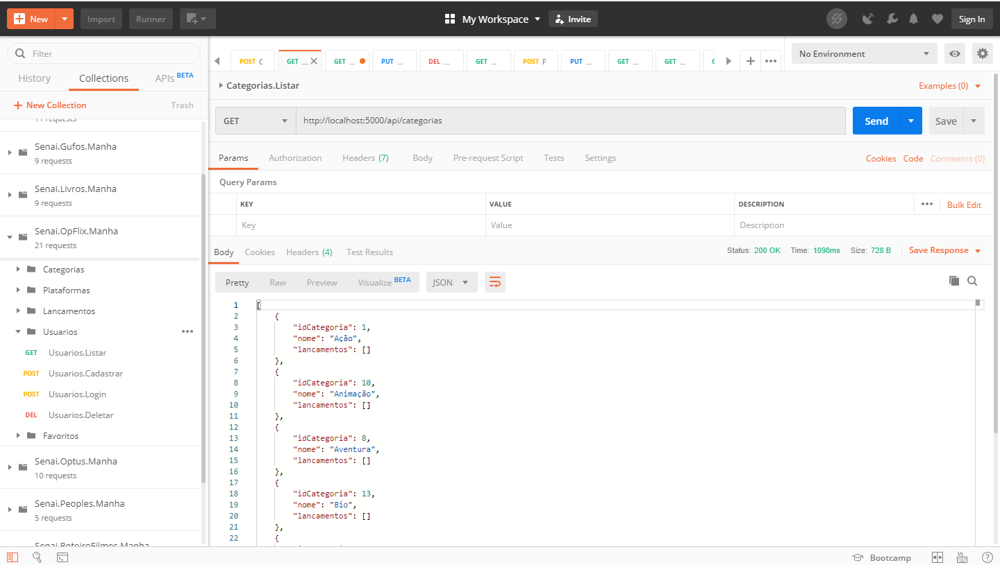 New Import Runner My Workspace Invite Sign In
Filter
History Collections APIs BETA
New Collection Trash
Senai.Gufos.Manha
9 requests
Senai.Livros.Manha
9 requests
Senai.OpFlix.Manha
21 requests
Categorias
Plataformas
Lancamentos
Usuarios
GET Usuarios.Listar
POST Usuarios.Cadastrar
POST Usuarios.Login
DEL Usuarios.Deletar
Favoritos
Senai.Optus.Manha
10 requests
Senai.Peoples.Manha
5 requests
Senai.RoteiroFilmes.Manha
POST C GET ... GET ... PUT ... DEL ... GET ... POST F PUT ... GET ... GET ... No Environment
Categorias.Listar Examples (0)
GET http://localhost:5000/api/categorias Send Save
Params Authorization Headers (7) Body Pre-request Script Tests Settings Cookies Code Comments (0)
Query Params
KEY VALUE DESCRIPTION ••• Bulk Edit
Key Value Description
Body Cookies Headers (4) Test Results Status: 200 OK Time: 1098ms Size: 728 B Save Response
Pretty Raw Preview Visualize BETA JSON
1 [
2 {
3 "idCategoria": 1,
4 "nome": "Ação",
5 "lancamentos": []
6 },
7 {
8 "idCategoria": 10,
9 "nome": "Animação",
10 "lancamentos": []
11 },
12 {
13 "idCategoria": 8,
14 "nome": "Aventura",
15 "lancamentos": []
16 },
17 {
18 "idCategoria": 13,
19 "nome": "Bio",
20 "lancamentos": []
21 },
22 {
Bootcamp